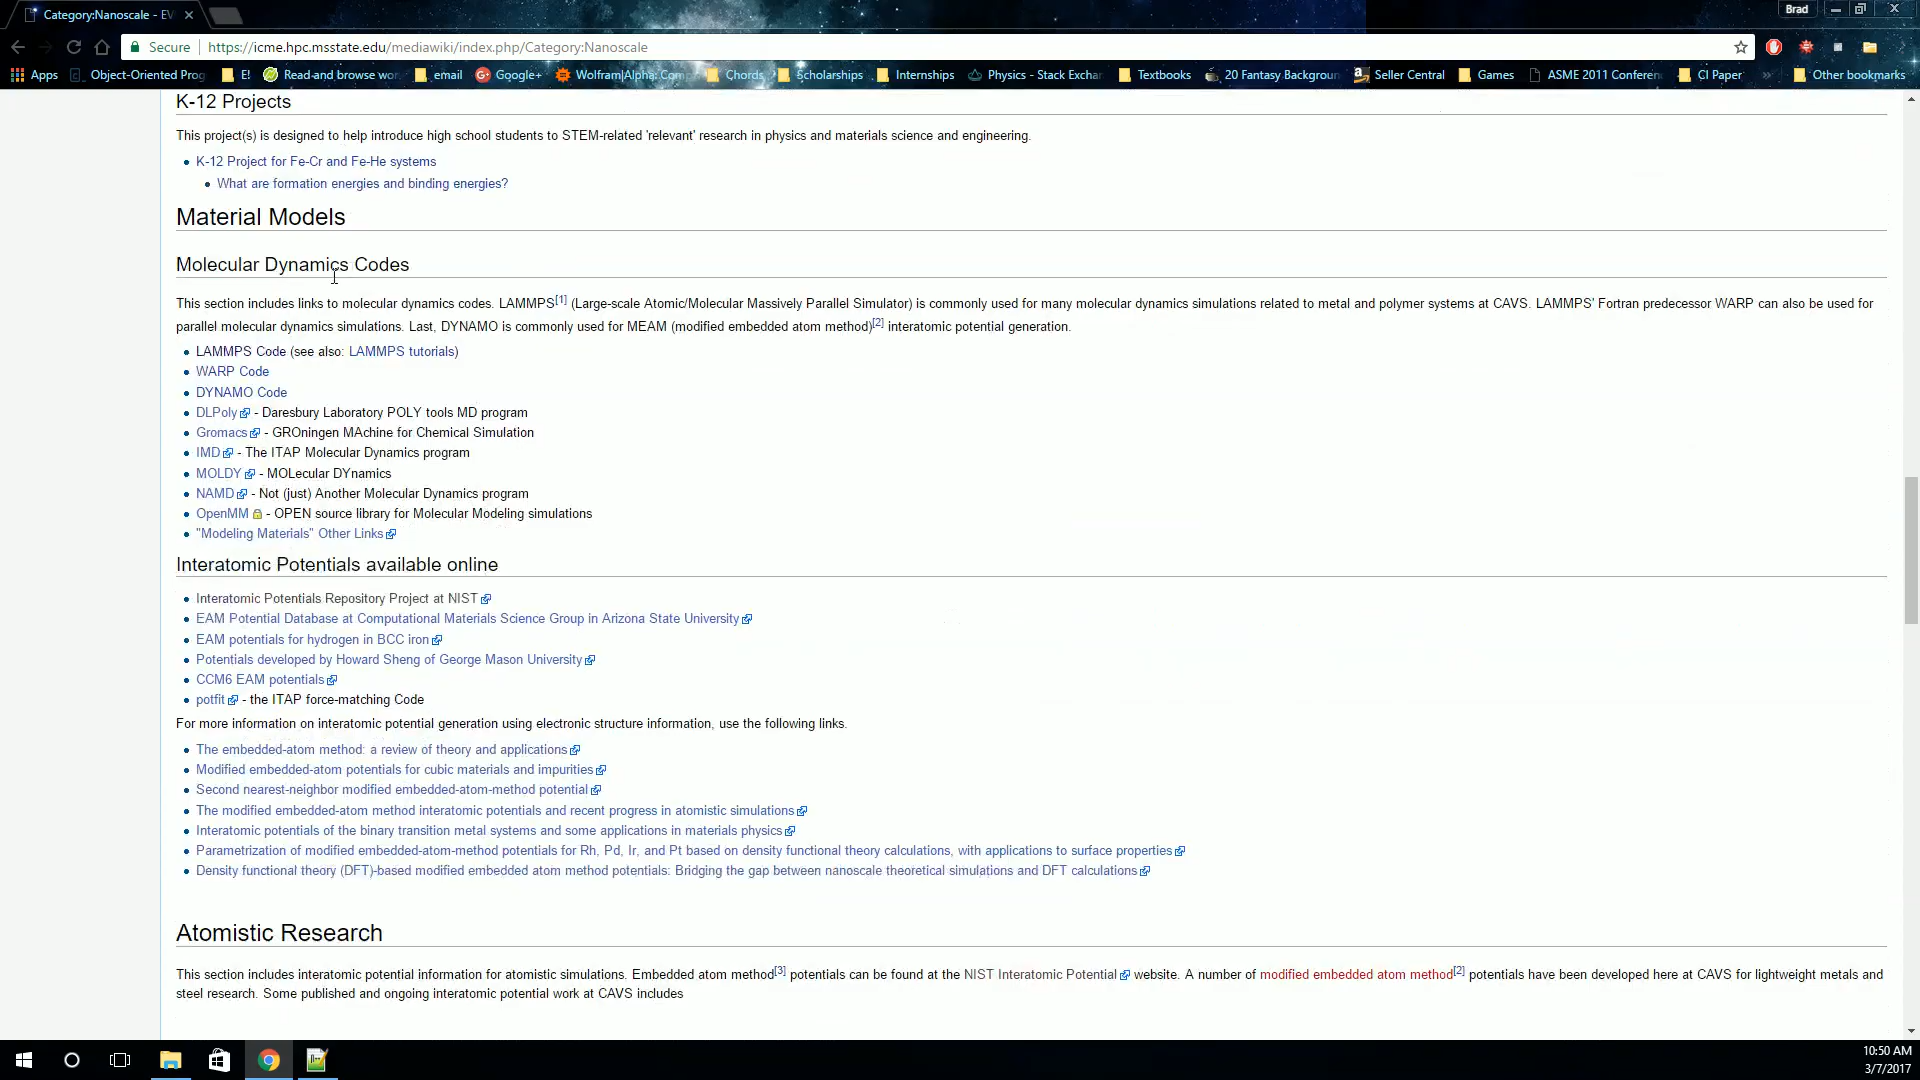 Category:Nanoscale - EV
Brad
Secure https://icme.hpc.msstate.edu/mediawiki/index.php/Category:Nanoscale
Apps Object-Oriented Prog E! Read and browse wor email Google+ Wolfram|Alpha: Comp Chords Scholarships Internships Physics - Stack Exchan Textbooks 20 Fantasy Backgroun Seller Central Games ASME 2011 Conferen CI Paper » Other bookmarks
K-12 Projects
This project(s) is designed to help introduce high school students to STEM-related 'relevant' research in physics and materials science and engineering.
K-12 Project for Fe-Cr and Fe-He systems
What are formation energies and binding energies?
Material Models
Molecular Dynamics Codes
This section includes links to molecular dynamics codes. LAMMPS[1] (Large-scale Atomic/Molecular Massively Parallel Simulator) is commonly used for many molecular dynamics simulations related to metal and polymer systems at CAVS. LAMMPS' Fortran predecessor WARP can also be used for
parallel molecular dynamics simulations. Last, DYNAMO is commonly used for MEAM (modified embedded atom method)[2] interatomic potential generation.
LAMMPS Code (see also: LAMMPS tutorials)
WARP Code
DYNAMO Code
DLPoly - Daresbury Laboratory POLY tools MD program
Gromacs - GROningen MAchine for Chemical Simulation
IMD - The ITAP Molecular Dynamics program
MOLDY - MOLecular DYnamics
NAMD - Not (just) Another Molecular Dynamics program
OpenMM - OPEN source library for Molecular Modeling simulations
"Modeling Materials" Other Links
Interatomic Potentials available online
Interatomic Potentials Repository Project at NIST
EAM Potential Database at Computational Materials Science Group in Arizona State University
EAM potentials for hydrogen in BCC iron
Potentials developed by Howard Sheng of George Mason University
CCM6 EAM potentials
potfit - the ITAP force-matching Code
For more information on interatomic potential generation using electronic structure information, use the following links.
The embedded-atom method: a review of theory and applications
Modified embedded-atom potentials for cubic materials and impurities
Second nearest-neighbor modified embedded-atom-method potential
The modified embedded-atom method interatomic potentials and recent progress in atomistic simulations
Interatomic potentials of the binary transition metal systems and some applications in materials physics
Parametrization of modified embedded-atom-method potentials for Rh, Pd, Ir, and Pt based on density functional theory calculations, with applications to surface properties
Density functional theory (DFT)-based modified embedded atom method potentials: Bridging the gap between nanoscale theoretical simulations and DFT calculations
Atomistic Research
This section includes interatomic potential information for atomistic simulations. Embedded atom method[3] potentials can be found at the NIST Interatomic Potential website. A number of modified embedded atom method[2] potentials have been developed here at CAVS for lightweight metals and
steel research. Some published and ongoing interatomic potential work at CAVS includes
10:50 AM
3/7/2017